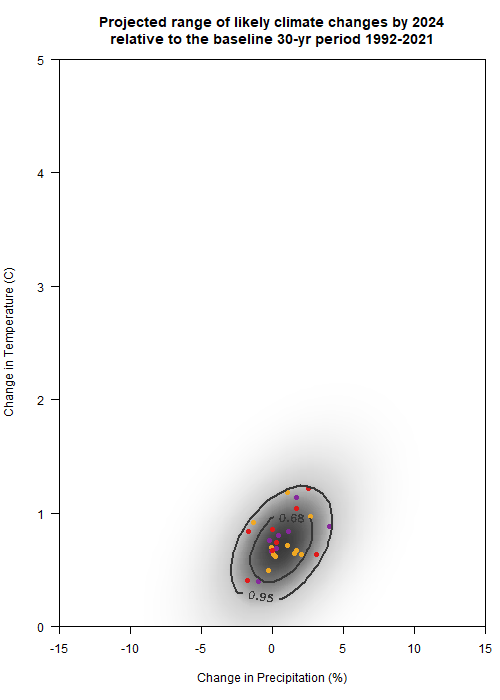 Projected range of likely climate changes by 2024
relative to the baseline 30-yr period 1992-2021
5
4
3
2
1
0
Change in Temperature (C)
0.68
0.95
-15 -10 -5 0 5 10 15
Change in Precipitation (%)